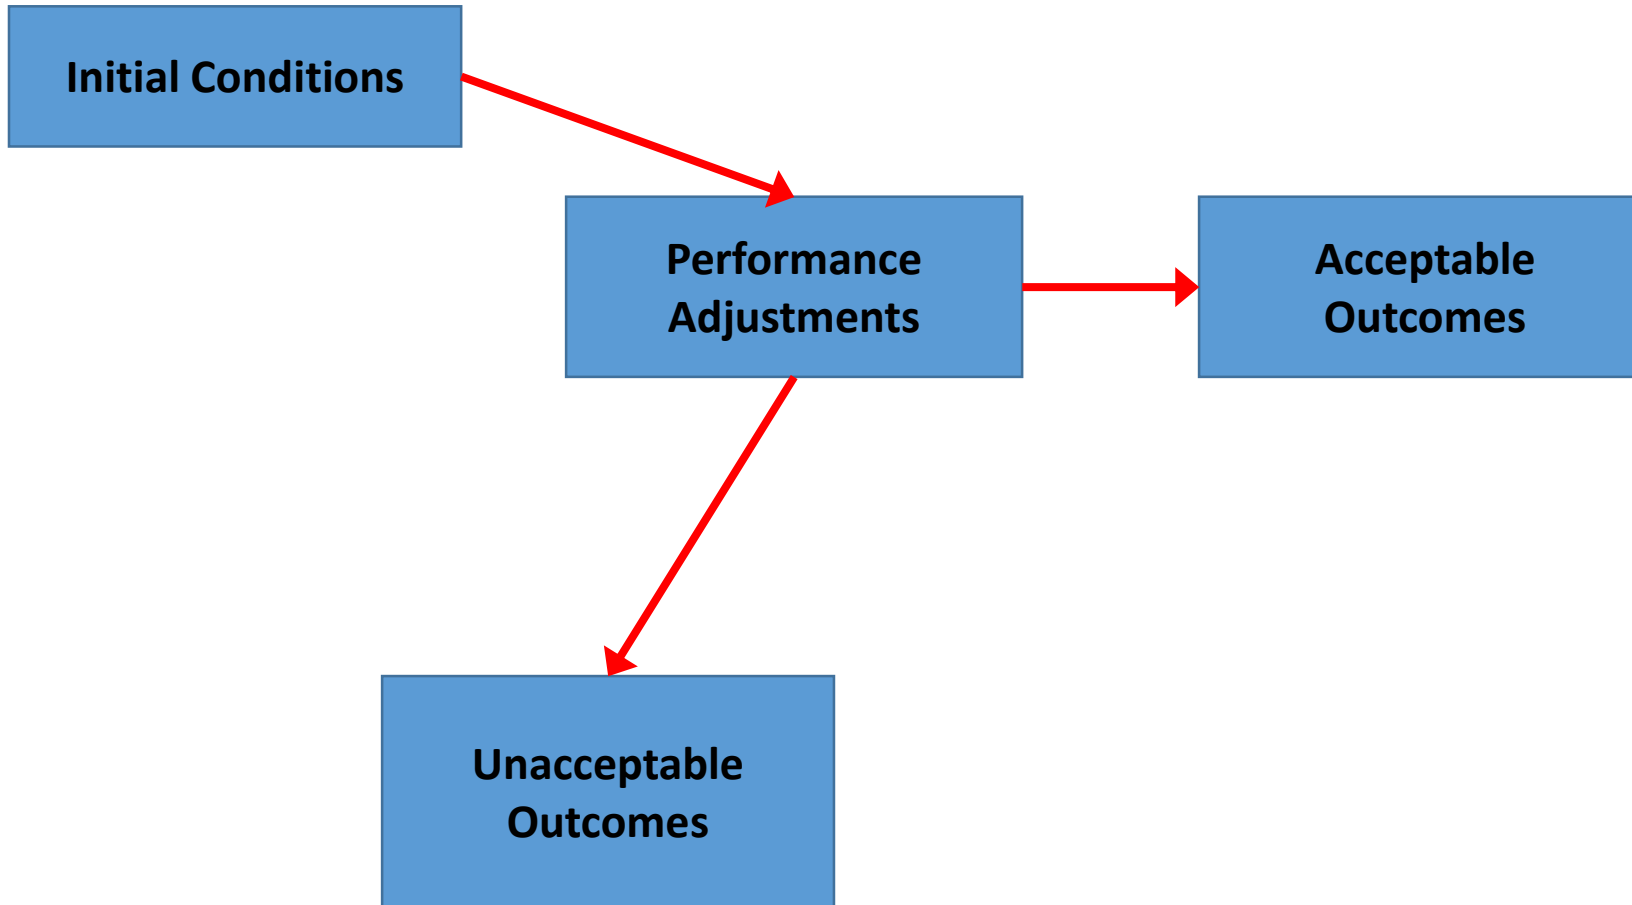 Initial Conditions
Performance
Adjustments
Acceptable
Outcomes
Unacceptable
Outcomes